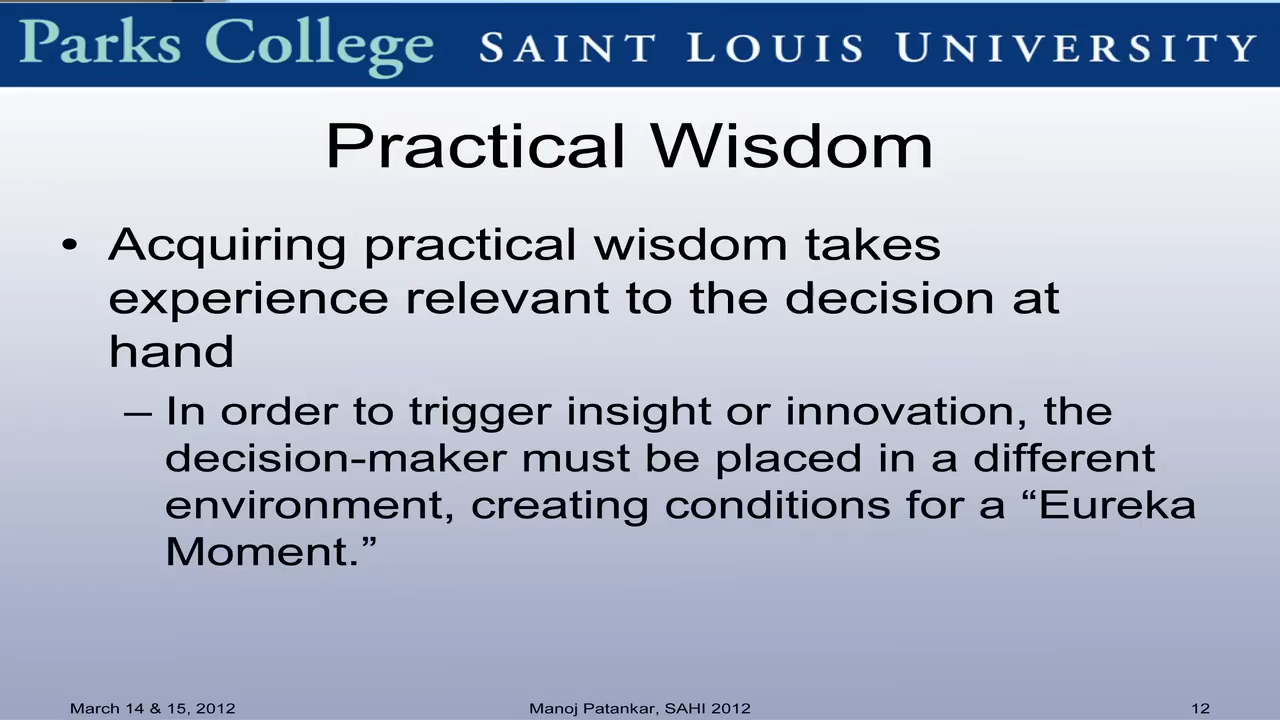 Parks College SAINT LOUIS UNIVERSITY
Practical Wisdom
• Acquiring practical wisdom takes
experience relevant to the decision at
hand
– In order to trigger insight or innovation, the
decision-maker must be placed in a different
environment, creating conditions for a “Eureka
Moment.”
March 14 & 15, 2012 Manoj Patankar, SAHI 2012 12